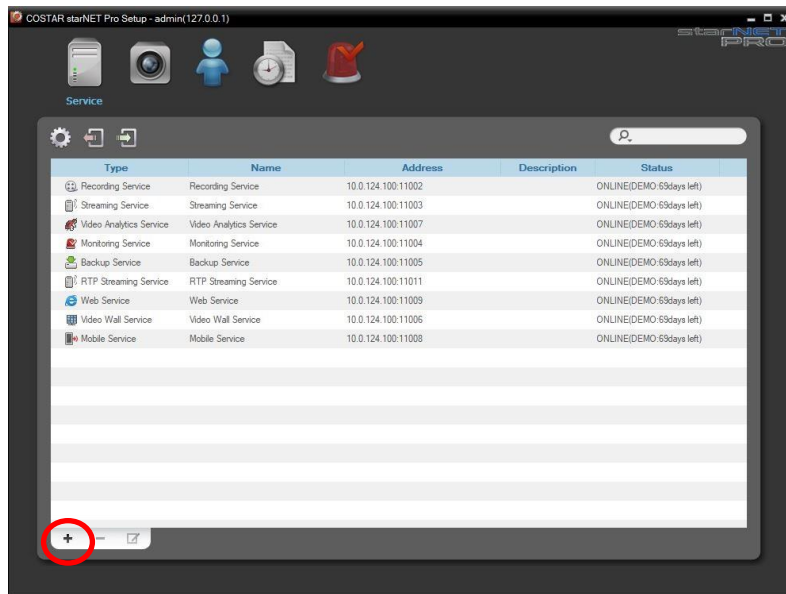 COSTAR starNET Pro Setup - admin(127.0.0.1)
starNET
PRO
Service
Type Name Address Description Status
Recording Service Recording Service 10.0.124.100:11002 ONLINE(DEMO:69days left)
Streaming Service Streaming Service 10.0.124.100:11003 ONLINE(DEMO:69days left)
Video Analytics Service Video Analytics Service 10.0.124.100:11007 ONLINE(DEMO:69days left)
Monitoring Service Monitoring Service 10.0.124.100:11004 ONLINE(DEMO:69days left)
Backup Service Backup Service 10.0.124.100:11005 ONLINE(DEMO:69days left)
RTP Streaming Service RTP Streaming Service 10.0.124.100:11011 ONLINE(DEMO:69days left)
Web Service Web Service 10.0.124.100:11009 ONLINE(DEMO:69days left)
Video Wall Service Video Wall Service 10.0.124.100:11006 ONLINE(DEMO:69days left)
Mobile Service Mobile Service 10.0.124.100:11008 ONLINE(DEMO:69days left)